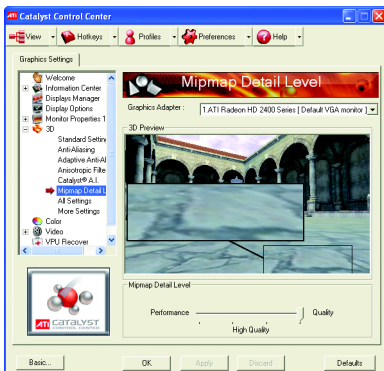 ATI Catalyst Control Center
View Hotkeys Profiles Preferences Help
Graphics Settings
Welcome
Information Center
Displays Manager
Display Options
Monitor Properties 1
3D
Standard Settin
Anti-Aliasing
Adaptive Anti-Al
Anisotropic Filte
Catalyst® A.I.
Mipmap Detail L
All Settings
More Settings
Color
Video
VPU Recover
Mipmap Detail Level
Graphics Adapter :
1.ATI Radeon HD 2400 Series [ Default VGA monitor ]
3D Preview
Mipmap Detail Level
Performance
Quality
High Quality
ATI CATALYST
CONTROL CENTER
Basic...
OK
Apply
Discard
Defaults